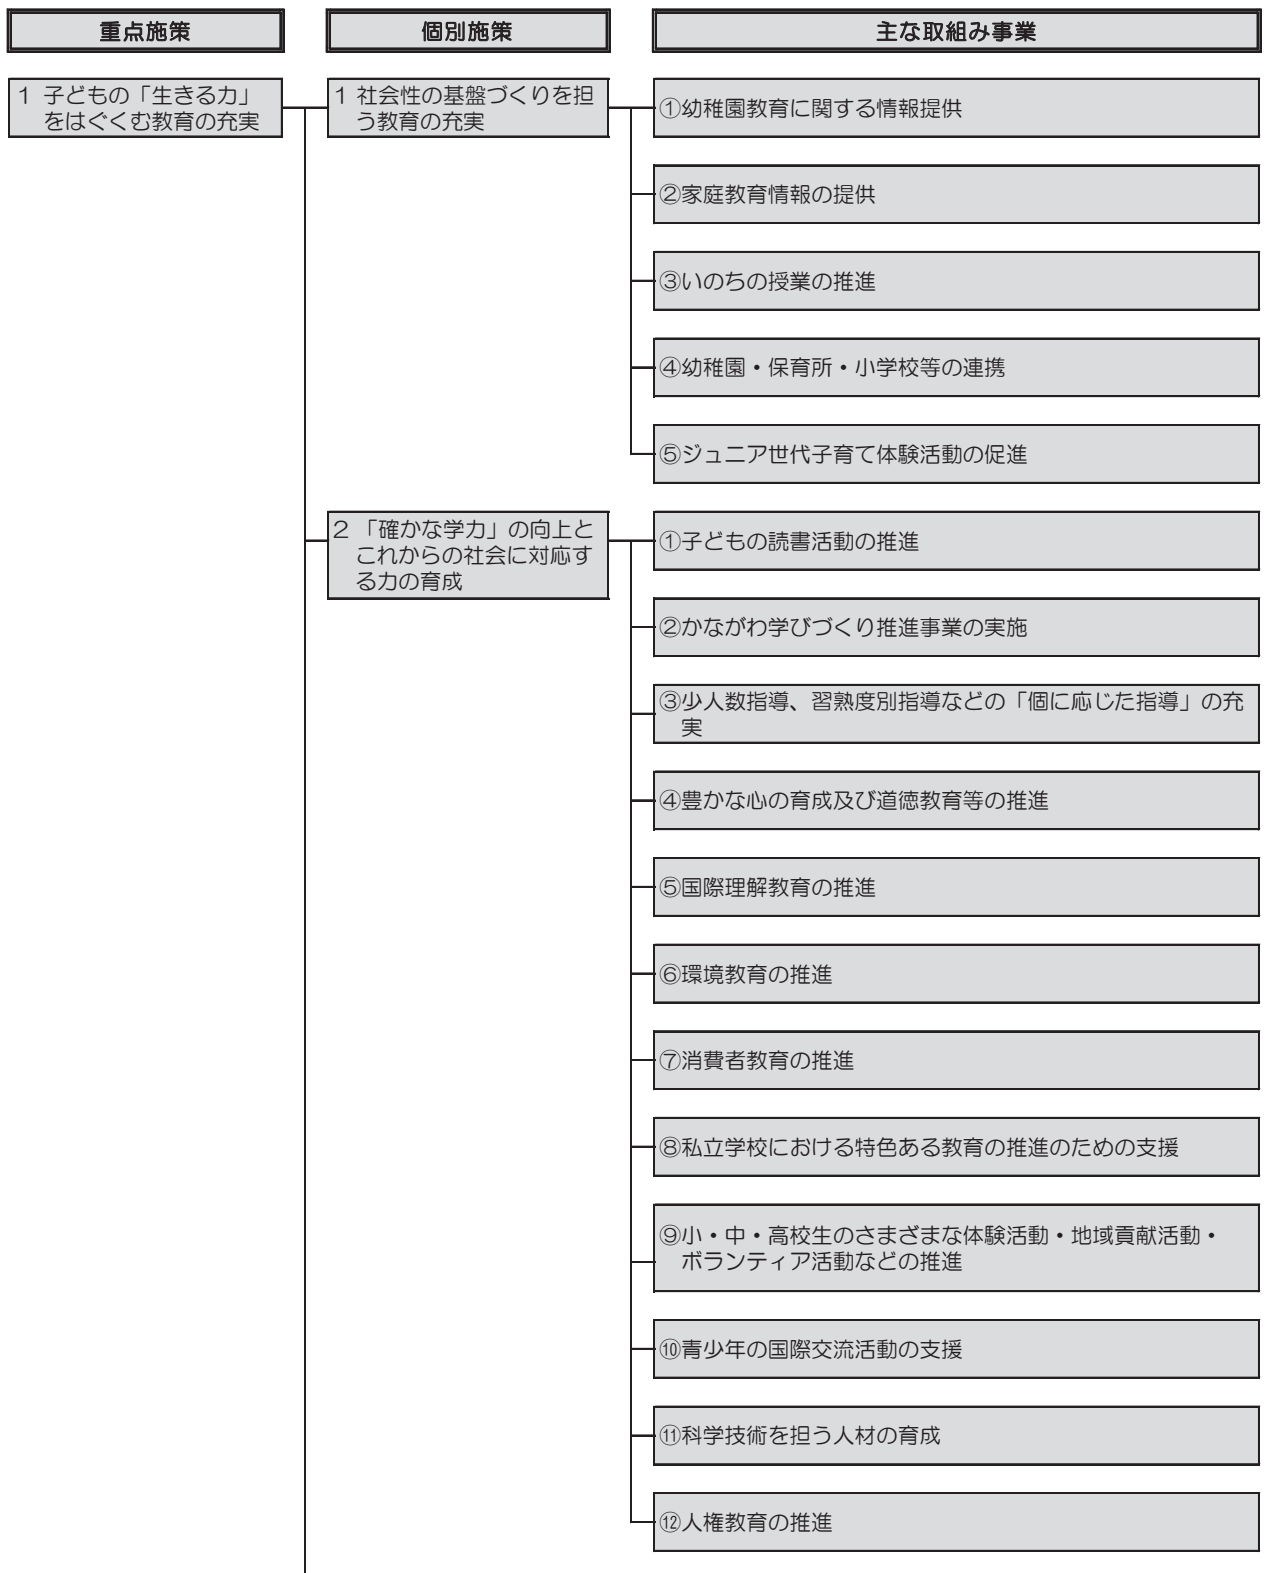 重点施策
個別施策
主な取組み事業
1 子どもの「生きる力」
をはぐくむ教育の充実
1 社会性の基盤づくりを担
う教育の充実
①幼稚園教育に関する情報提供
②家庭教育情報の提供
③いのちの授業の推進
④幼稚園・保育所・小学校等の連携
⑤ジュニア世代子育て体験活動の促進
2 「確かな学力」の向上と
これからの社会に対応す
る力の育成
①子どもの読書活動の推進
②かながわ学びづくり推進事業の実施
③少人数指導、習熟度別指導などの「個に応じた指導」の充
実
④豊かな心の育成及び道徳教育等の推進
⑤国際理解教育の推進
⑥環境教育の推進
⑦消費者教育の推進
⑧私立学校における特色ある教育の推進のための支援
⑨小・中・高校生のさまざまな体験活動・地域貢献活動・
ボランティア活動などの推進
⑩青少年の国際交流活動の支援
⑪科学技術を担う人材の育成
⑫人権教育の推進